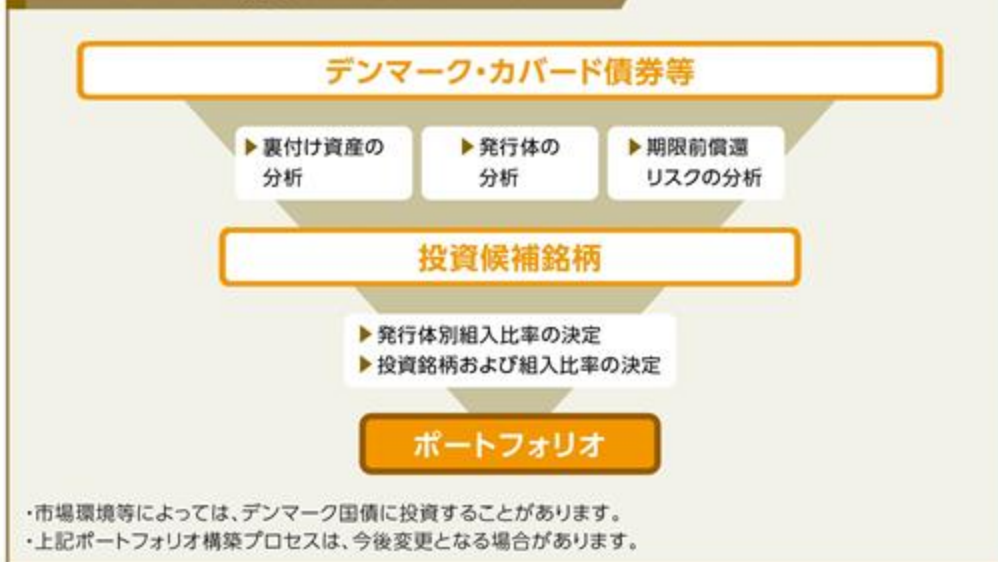 デンマーク・カバード債券等
▶裏付け資産の
分析
▶発行体の
分析
▶期限前償還
リスクの分析
投資候補銘柄
▶発行体別組入比率の決定
▶投資銘柄および組入比率の決定
ポートフォリオ
・市場環境等によっては、デンマーク国債に投資することがあります。
・上記ポートフォリオ構築プロセスは、今後変更となる場合があります。